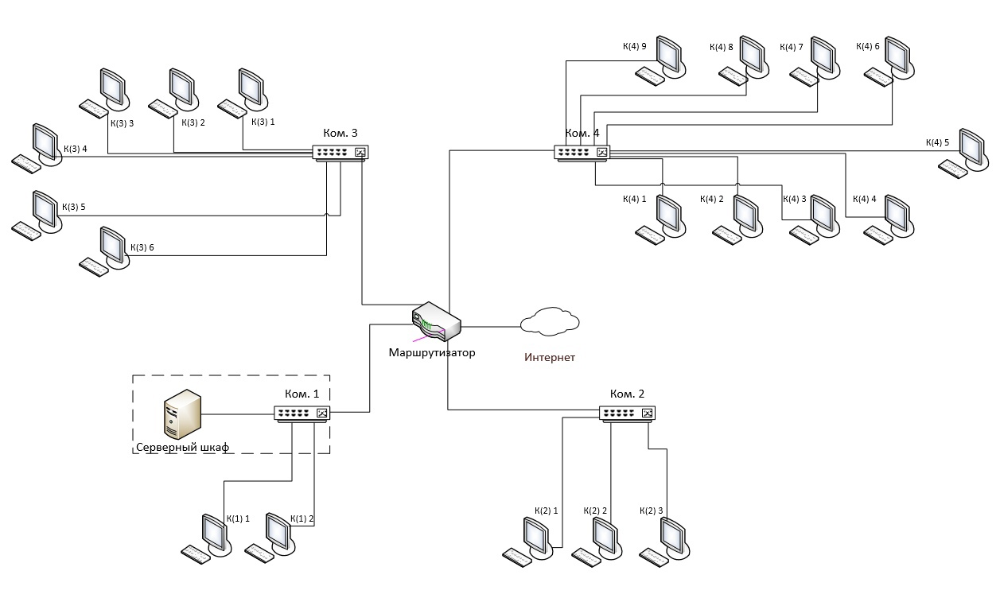 К(4) 9
К(4) 8
К(4) 7
К(4) 6
К(3) 3
К(3) 2
К(3) 1
Ком. 3
Ком. 4
К(3) 4
К(4) 5
К(3) 5
К(4) 1
К(4) 2
К(4) 3
К(4) 4
К(3) 6
Маршрутизатор
Интернет
Ком. 1
Ком. 2
Серверный шкаф
К(1) 1
К(1) 2
К(2) 1
К(2) 2
К(2) 3